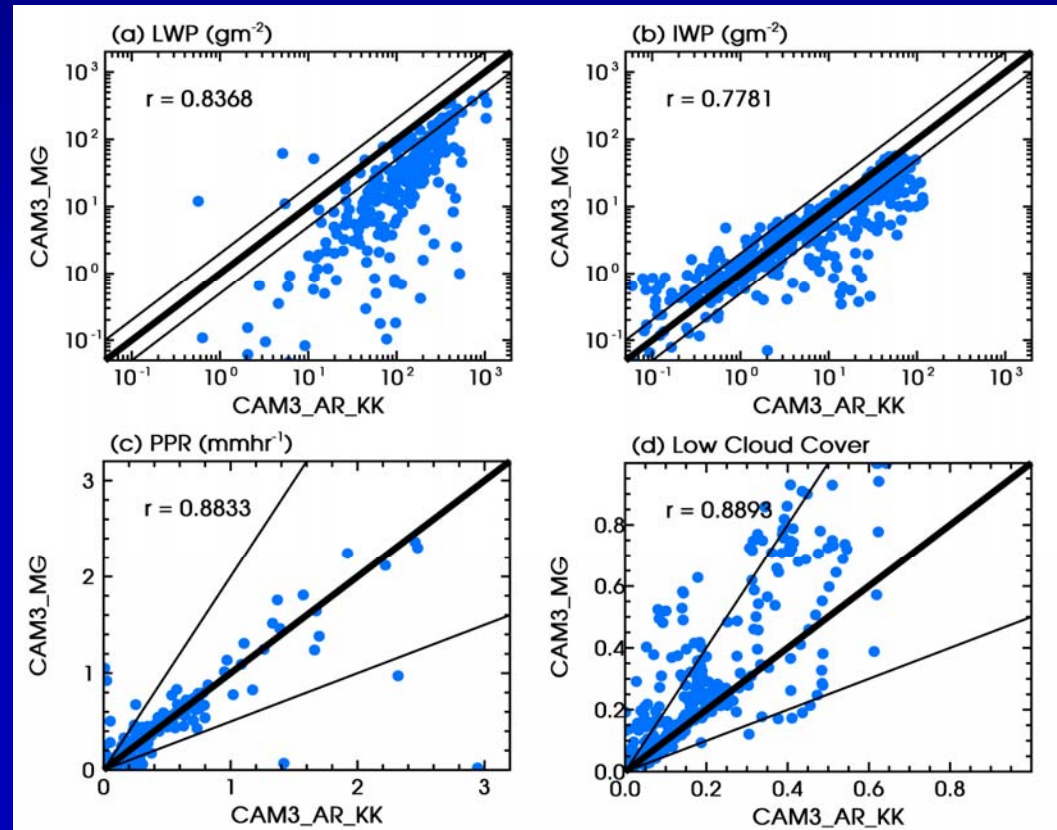 (a) LWP (gm⁻²)
r = 0.8368
10³
10²
10¹
10⁰
10⁻¹
CAM3_MG
10⁻¹ 10⁰ 10¹ 10² 10³
CAM3_AR_KK
(b) IWP (gm⁻²)
r = 0.7781
10³
10²
10¹
10⁰
10⁻¹
CAM3_MG
10⁻¹ 10⁰ 10¹ 10² 10³
CAM3_AR_KK
(c) PPR (mmhr⁻¹)
r = 0.8833
3
2
1
0
CAM3_MG
0 1 2 3
CAM3_AR_KK
(d) Low Cloud Cover
r = 0.8893
0.8
0.6
0.4
0.2
0.0
CAM3_MG
0.0 0.2 0.4 0.6 0.8
CAM3_AR_KK